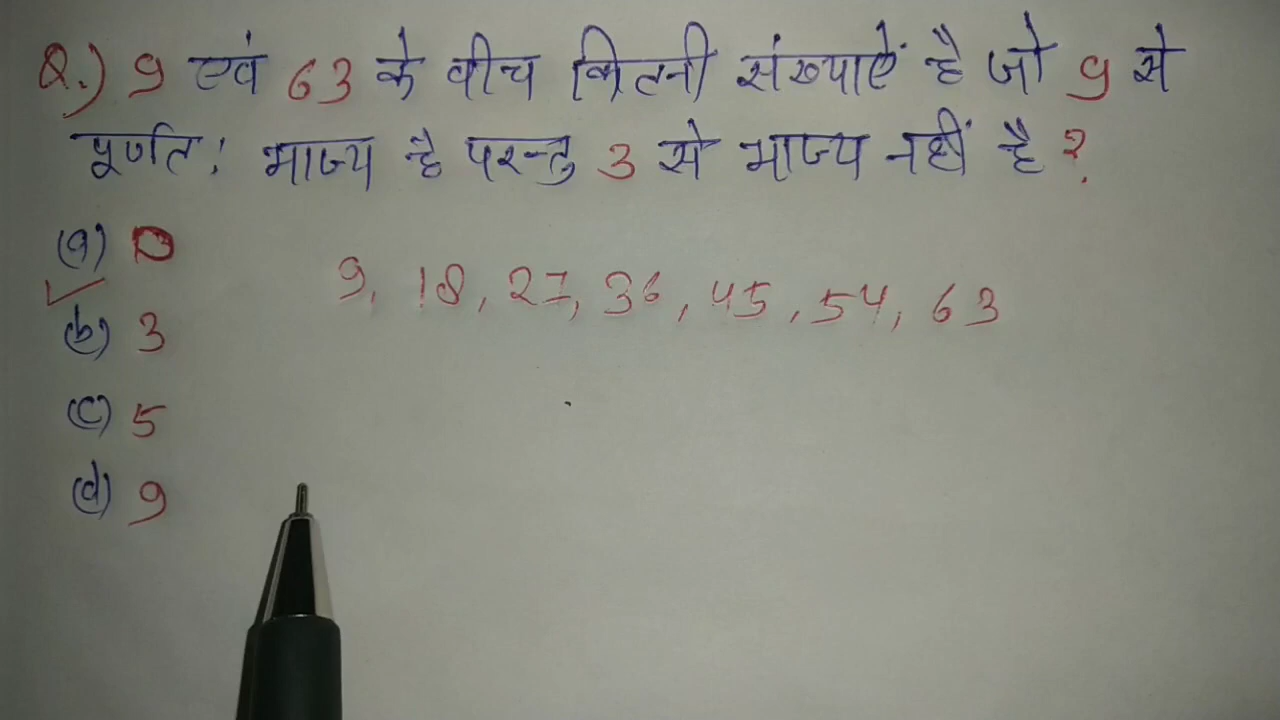 Q.) 9 एवं 63 के बीच कितनी संख्याऐं है जो 9 से
पूर्णत: भाज्य है परन्तु 3 से भाज्य नहीं है ?
(a) 0
9, 18, 27, 36, 45, 54, 63
(b) 3
(c) 5
(d) 9